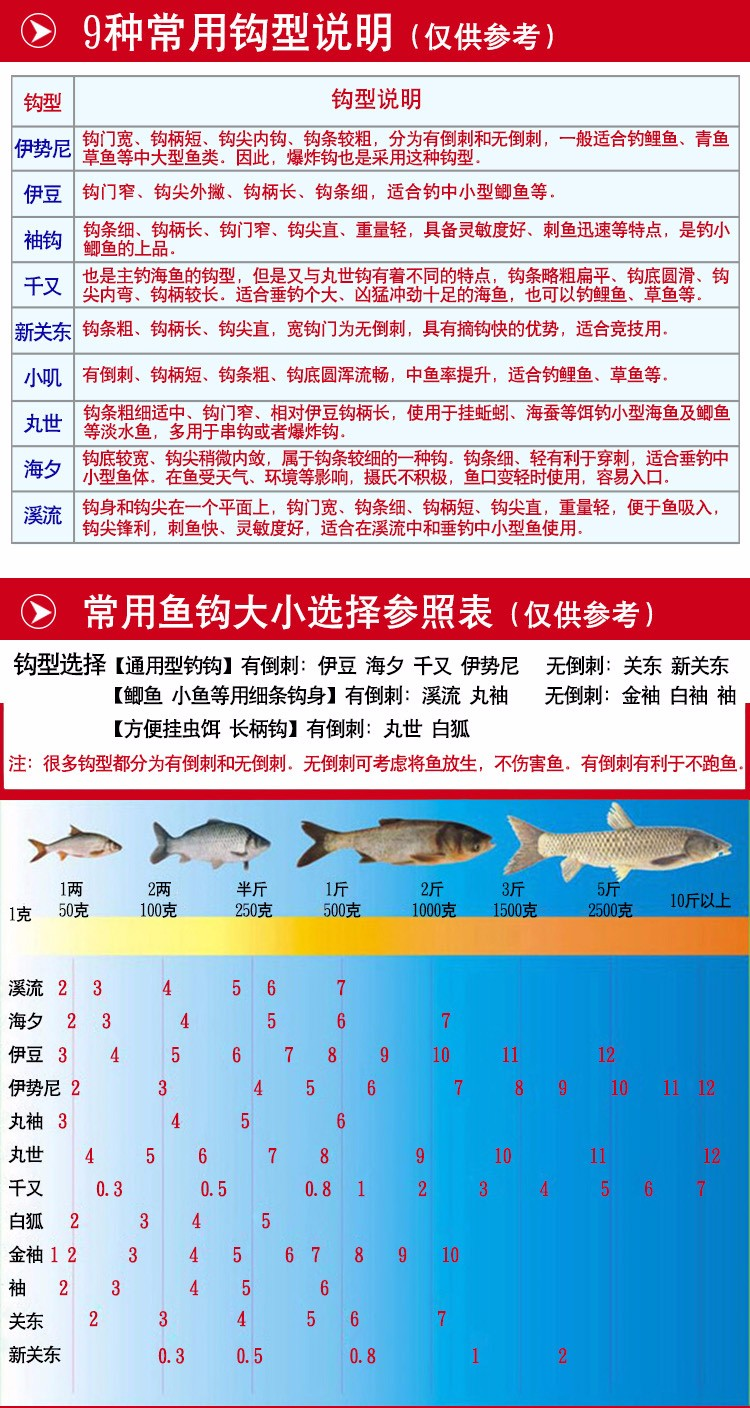 9种常用钩型说明（仅供参考）
钩型
钩型说明
伊势尼
钩门宽、钩柄短、钩尖内钩、钩条较粗，分为有倒刺和无倒刺，一般适合钓鲤鱼、青鱼
草鱼等中大型鱼类。因此，爆炸钩也是采用这种钩型。
伊豆
钩门窄、钩尖外撇、钩柄长、钩条细，适合钓中小型鲫鱼等。
袖钩
钩条细、钩柄长、钩门窄、钩尖直、重量轻，具备灵敏度好、刺鱼迅速等特点，是钓小
鲫鱼的上品。
千又
也是主钓海鱼的钩型，但是又与丸世钩有着不同的特点，钩条略粗扁平、钩底圆滑、钩
尖内弯、钩柄较长。适合垂钓个大、凶猛冲劲十足的海鱼，也可以钓鲤鱼、草鱼等。
新关东
钩条粗、钩柄长、钩尖直，宽钩门为无倒刺，具有摘钩快的优势，适合竞技用。
小叽
有倒刺、钩柄短、钩条粗、钩底圆浑流畅，中鱼率提升，适合钓鲤鱼、草鱼等。
丸世
钩条粗细适中、钩门窄、相对伊豆钩柄长，使用于挂蚯蚓、海蚕等饵钓小型海鱼及鲫鱼
等淡水鱼，多用于串钩或者爆炸钩。
海夕
钩底较宽、钩尖稍微内敛，属于钩条较细的一种钩。钩条细、轻有利于穿刺，适合垂钓中
小型鱼体。在鱼受天气、环境等影响，摄氏不积极，鱼口变轻时使用，容易入口。
溪流
钩身和钩尖在一个平面上，钩门宽、钩条细、钩柄短、钩尖直，重量轻，便于鱼吸入，
钩尖锋利，刺鱼快、灵敏度好，适合在溪流中和垂钓中小型鱼使用。
常用鱼钩大小选择参照表（仅供参考）
钩型选择【通用型钓钩】有倒刺：伊豆 海夕 千又 伊势尼 无倒刺：关东 新关东
【鲫鱼 小鱼等用细条钩身】有倒刺：溪流 丸袖 无倒刺：金袖 白袖 袖
【方便挂虫饵 长柄钩】有倒刺：丸世 白狐
注：很多钩型都分为有倒刺和无倒刺。无倒刺可考虑将鱼放生，不伤害鱼。有倒刺有利于不跑鱼.
1两 2两 半斤 1斤 2斤 3斤 5斤 10斤以上
1克 50克 100克 250克 500克 1000克 1500克 2500克
溪流 2 3 4 5 6 7
海夕 2 3 4 5 6 7
伊豆 3 4 5 6 7 8 9 10 11 12
伊势尼 2 3 4 5 6 7 8 9 10 11 12
丸袖 3 4 5 6
丸世 4 5 6 7 8 9 10 11 12
千又 0.3 0.5 0.8 1 2 3 4 5 6 7
白狐 2 3 4 5
金袖 1 2 3 4 5 6 7 8 9 10
袖 2 3 4 5 6
关东 2 3 4 5 6 7
新关东 0.3 0.5 0.8 1 2